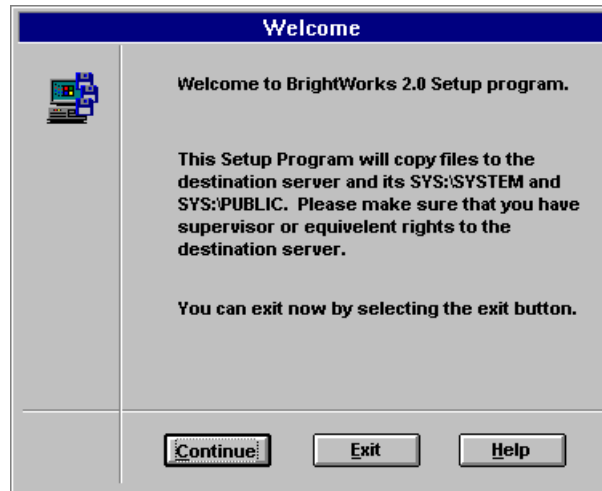 Welcome
Welcome to BrightWorks 2.0 Setup program.
This Setup Program will copy files to the
destination server and its SYS:\SYSTEM and
SYS:\PUBLIC.  Please make sure that you have
supervisor or equivelent rights to the
destination server.
You can exit now by selecting the exit button.
Continue Exit Help